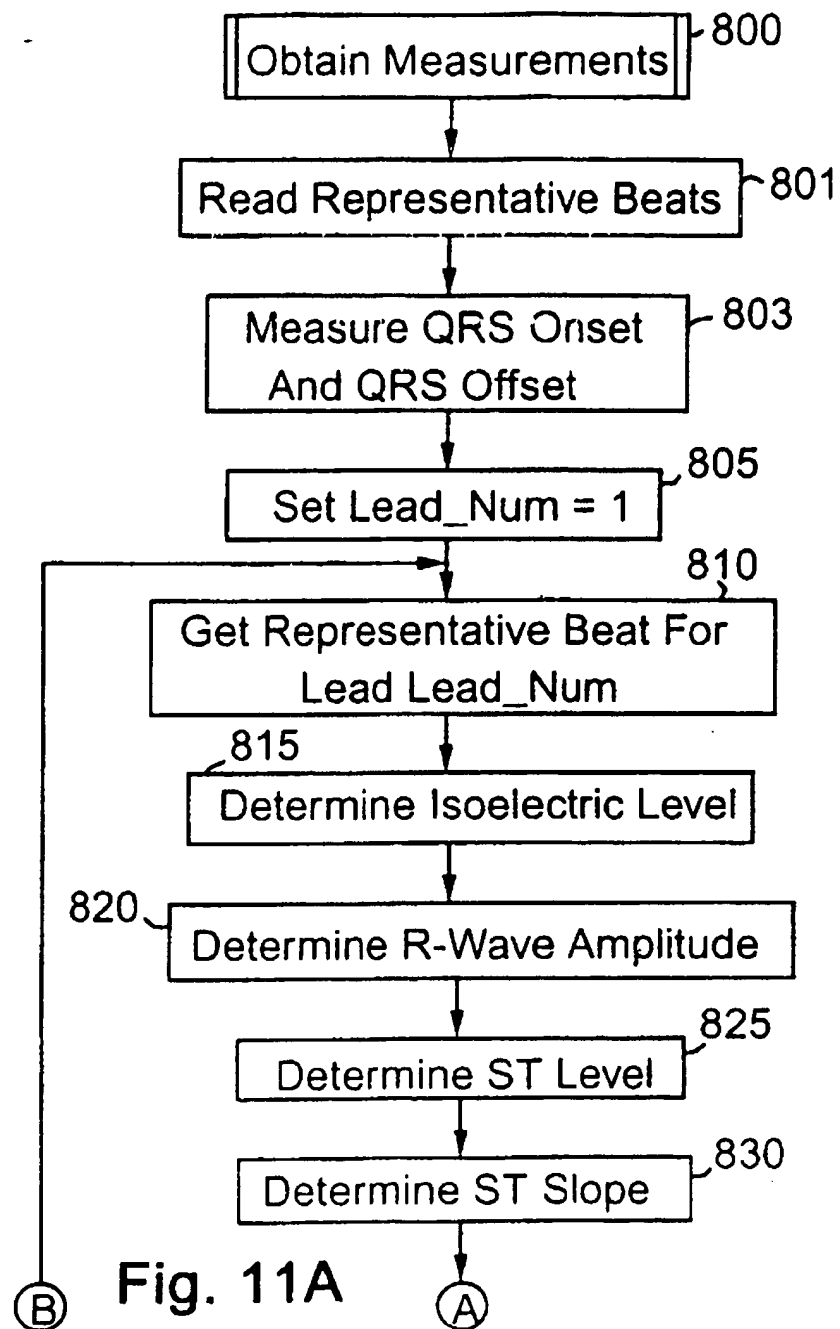 800
Obtain Measurements
801
Read Representative Beats
803
Measure QRS Onset
And QRS Offset
805
Set Lead_Num = 1
810
Get Representative Beat For
Lead Lead_Num
815
Determine Isoelectric Level
820
Determine R-Wave Amplitude
825
Determine ST Level
830
Determine ST Slope
B
Fig. 11A
A